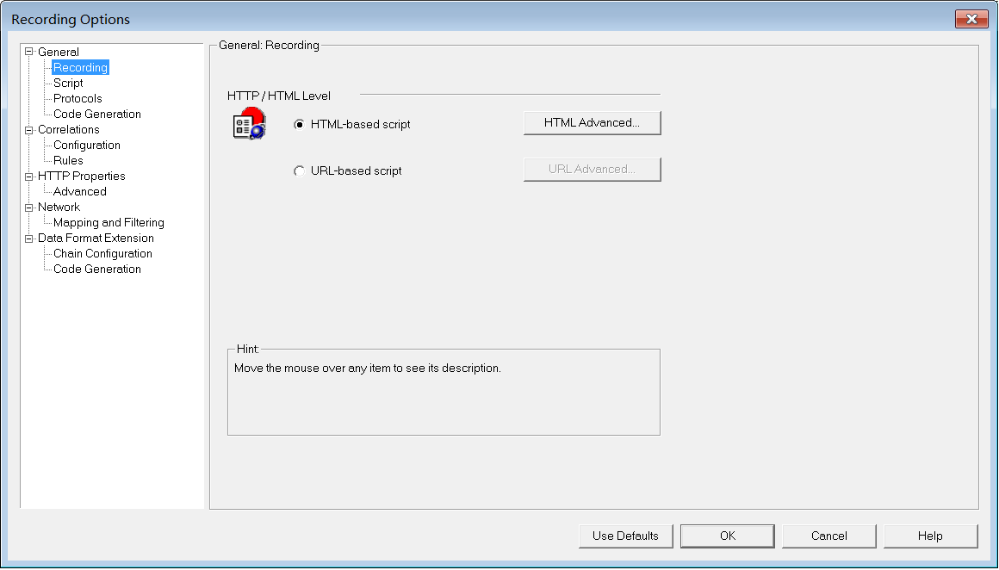 Recording Options
General
Recording
Script
Protocols
Code Generation
Correlations
Configuration
Rules
HTTP Properties
Advanced
Network
Mapping and Filtering
Data Format Extension
Chain Configuration
Code Generation
General: Recording
HTTP / HTML Level
HTML-based script
HTML Advanced...
URL-based script
URL Advanced...
Hint:
Move the mouse over any item to see its description.
Use Defaults
OK
Cancel
Help